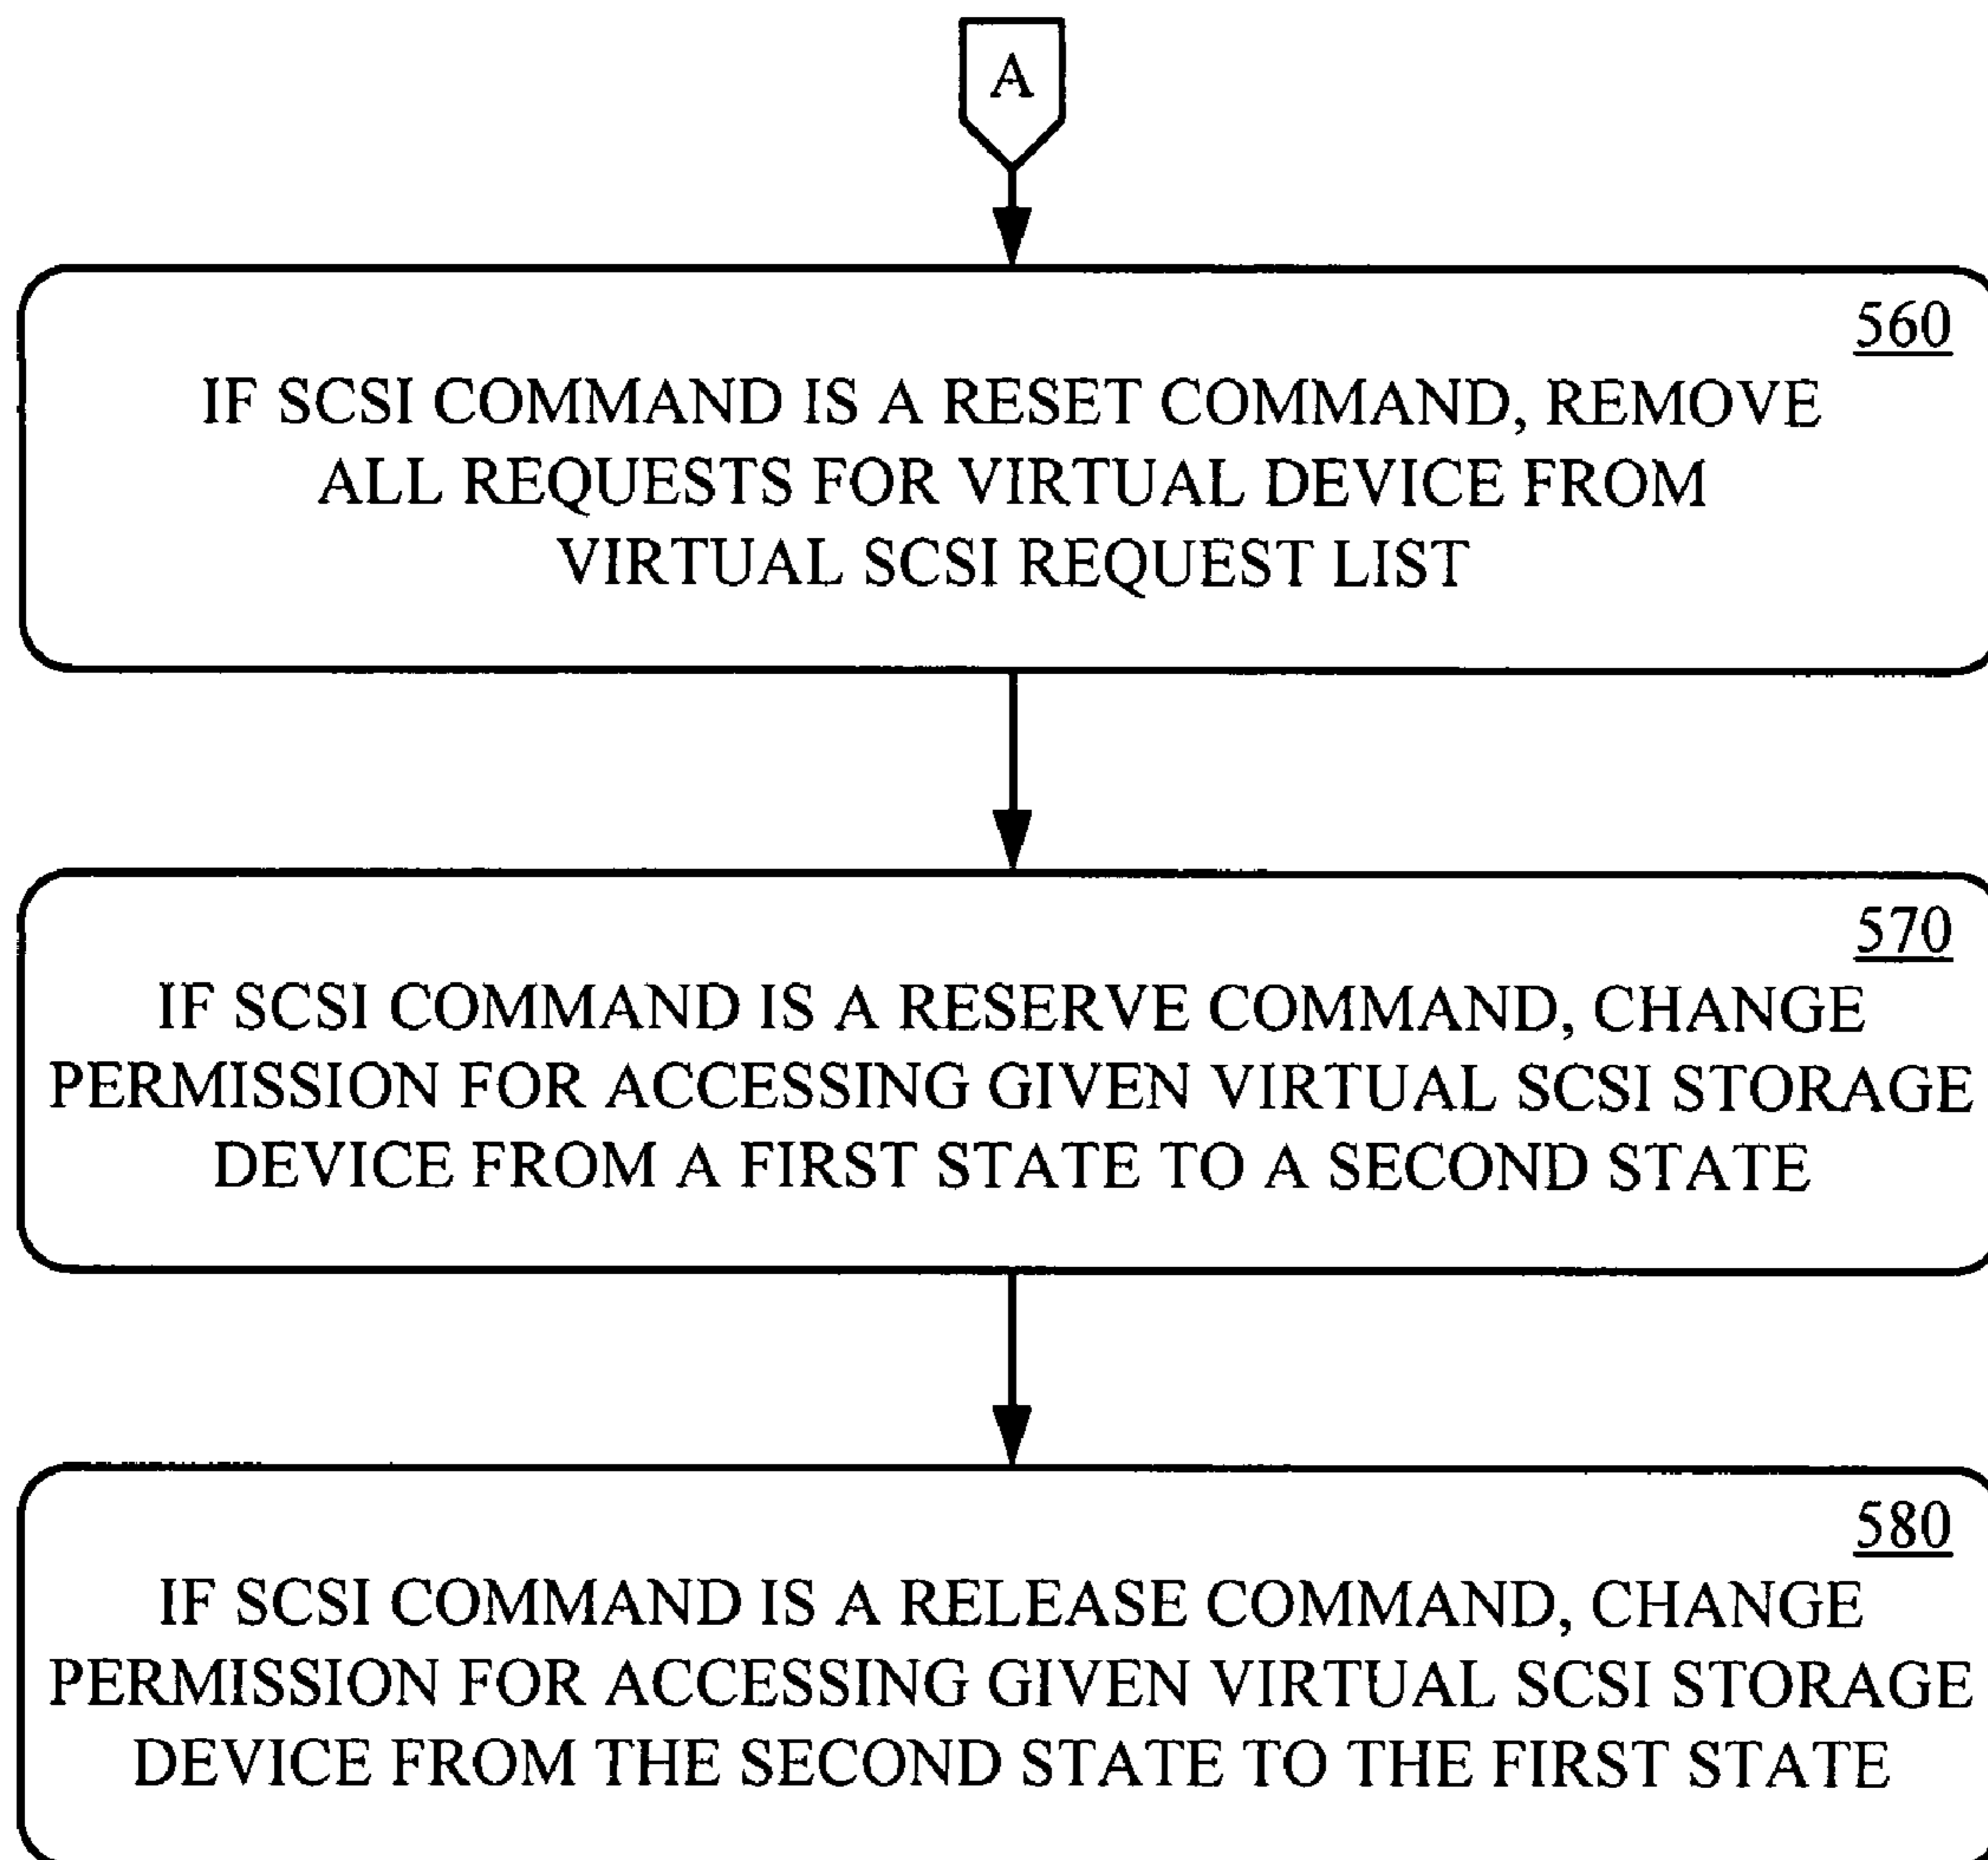 A
560
IF SCSI COMMAND IS A RESET COMMAND, REMOVE
ALL REQUESTS FOR VIRTUAL DEVICE FROM
VIRTUAL SCSI REQUEST LIST
570
IF SCSI COMMAND IS A RESERVE COMMAND, CHANGE
PERMISSION FOR ACCESSING GIVEN VIRTUAL SCSI STORAGE
DEVICE FROM A FIRST STATE TO A SECOND STATE
580
IF SCSI COMMAND IS A RELEASE COMMAND, CHANGE
PERMISSION FOR ACCESSING GIVEN VIRTUAL SCSI STORAGE
DEVICE FROM THE SECOND STATE TO THE FIRST STATE